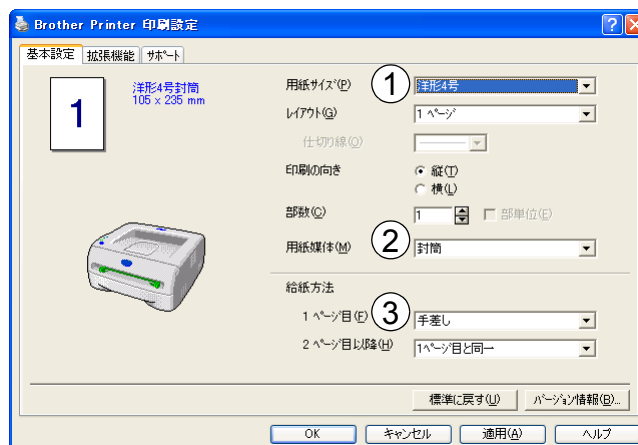 Brother Printer 印刷設定
基本設定 拡張機能 サポート
1
洋形4号封筒
105 x 235 mm
用紙サイズ(P) ① 洋形4号
レイアウト(G) 1 ページ
仕切り線(O)
印刷の向き 縦(T)
横(L)
部数(C) 1 部単位(E)
用紙媒体(M) ② 封筒
給紙方法
1 ページ目(F) ③ 手差し
2 ページ目以降(H) 1ページ目と同一
標準に戻す(U) バージョン情報(B)...
OK キャンセル 適用(A) ヘルプ